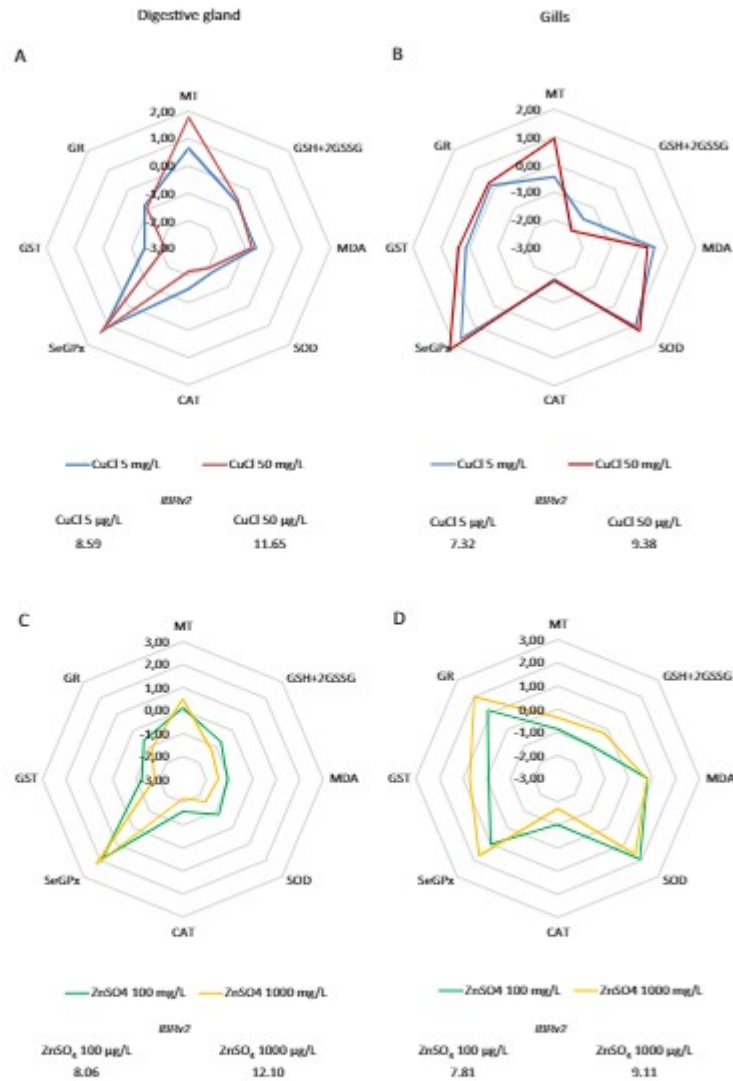 Digestive gland
Gills
A
B
MT
2,00
1,00
0,00
-1,00
-2,00
-3,00
GSH+2GSSG
MDA
SOD
CAT
SeGPx
GST
GR
MT
2,00
1,00
0,00
-1,00
-2,00
-3,00
GSH+2GSSG
MDA
SOD
CAT
SeGPx
GST
GR
CuCl 5 mg/L CuCl 50 mg/L
CuCl 5 mg/L CuCl 50 mg/L
IBRv2
CuCl 5 µg/L CuCl 50 µg/L
8.59 11.65
IBRv2
CuCl 5 µg/L CuCl 50 µg/L
7.32 9.38
C
D
MT
3,00
2,00
1,00
0,00
-1,00
-2,00
-3,00
GSH+2GSSG
MDA
SOD
CAT
SeGPx
GST
GR
MT
3,00
2,00
1,00
0,00
-1,00
-2,00
-3,00
GSH+2GSSG
MDA
SOD
CAT
SeGPx
GST
GR
ZnSO4 100 mg/L ZnSO4 1000 mg/L
ZnSO4 100 mg/L ZnSO4 1000 mg/L
IBRv2
ZnSO₄ 100 µg/L ZnSO₄ 1000 µg/L
8.06 12.10
IBRv2
ZnSO₄ 100 µg/L ZnSO₄ 1000 µg/L
7.81 9.11